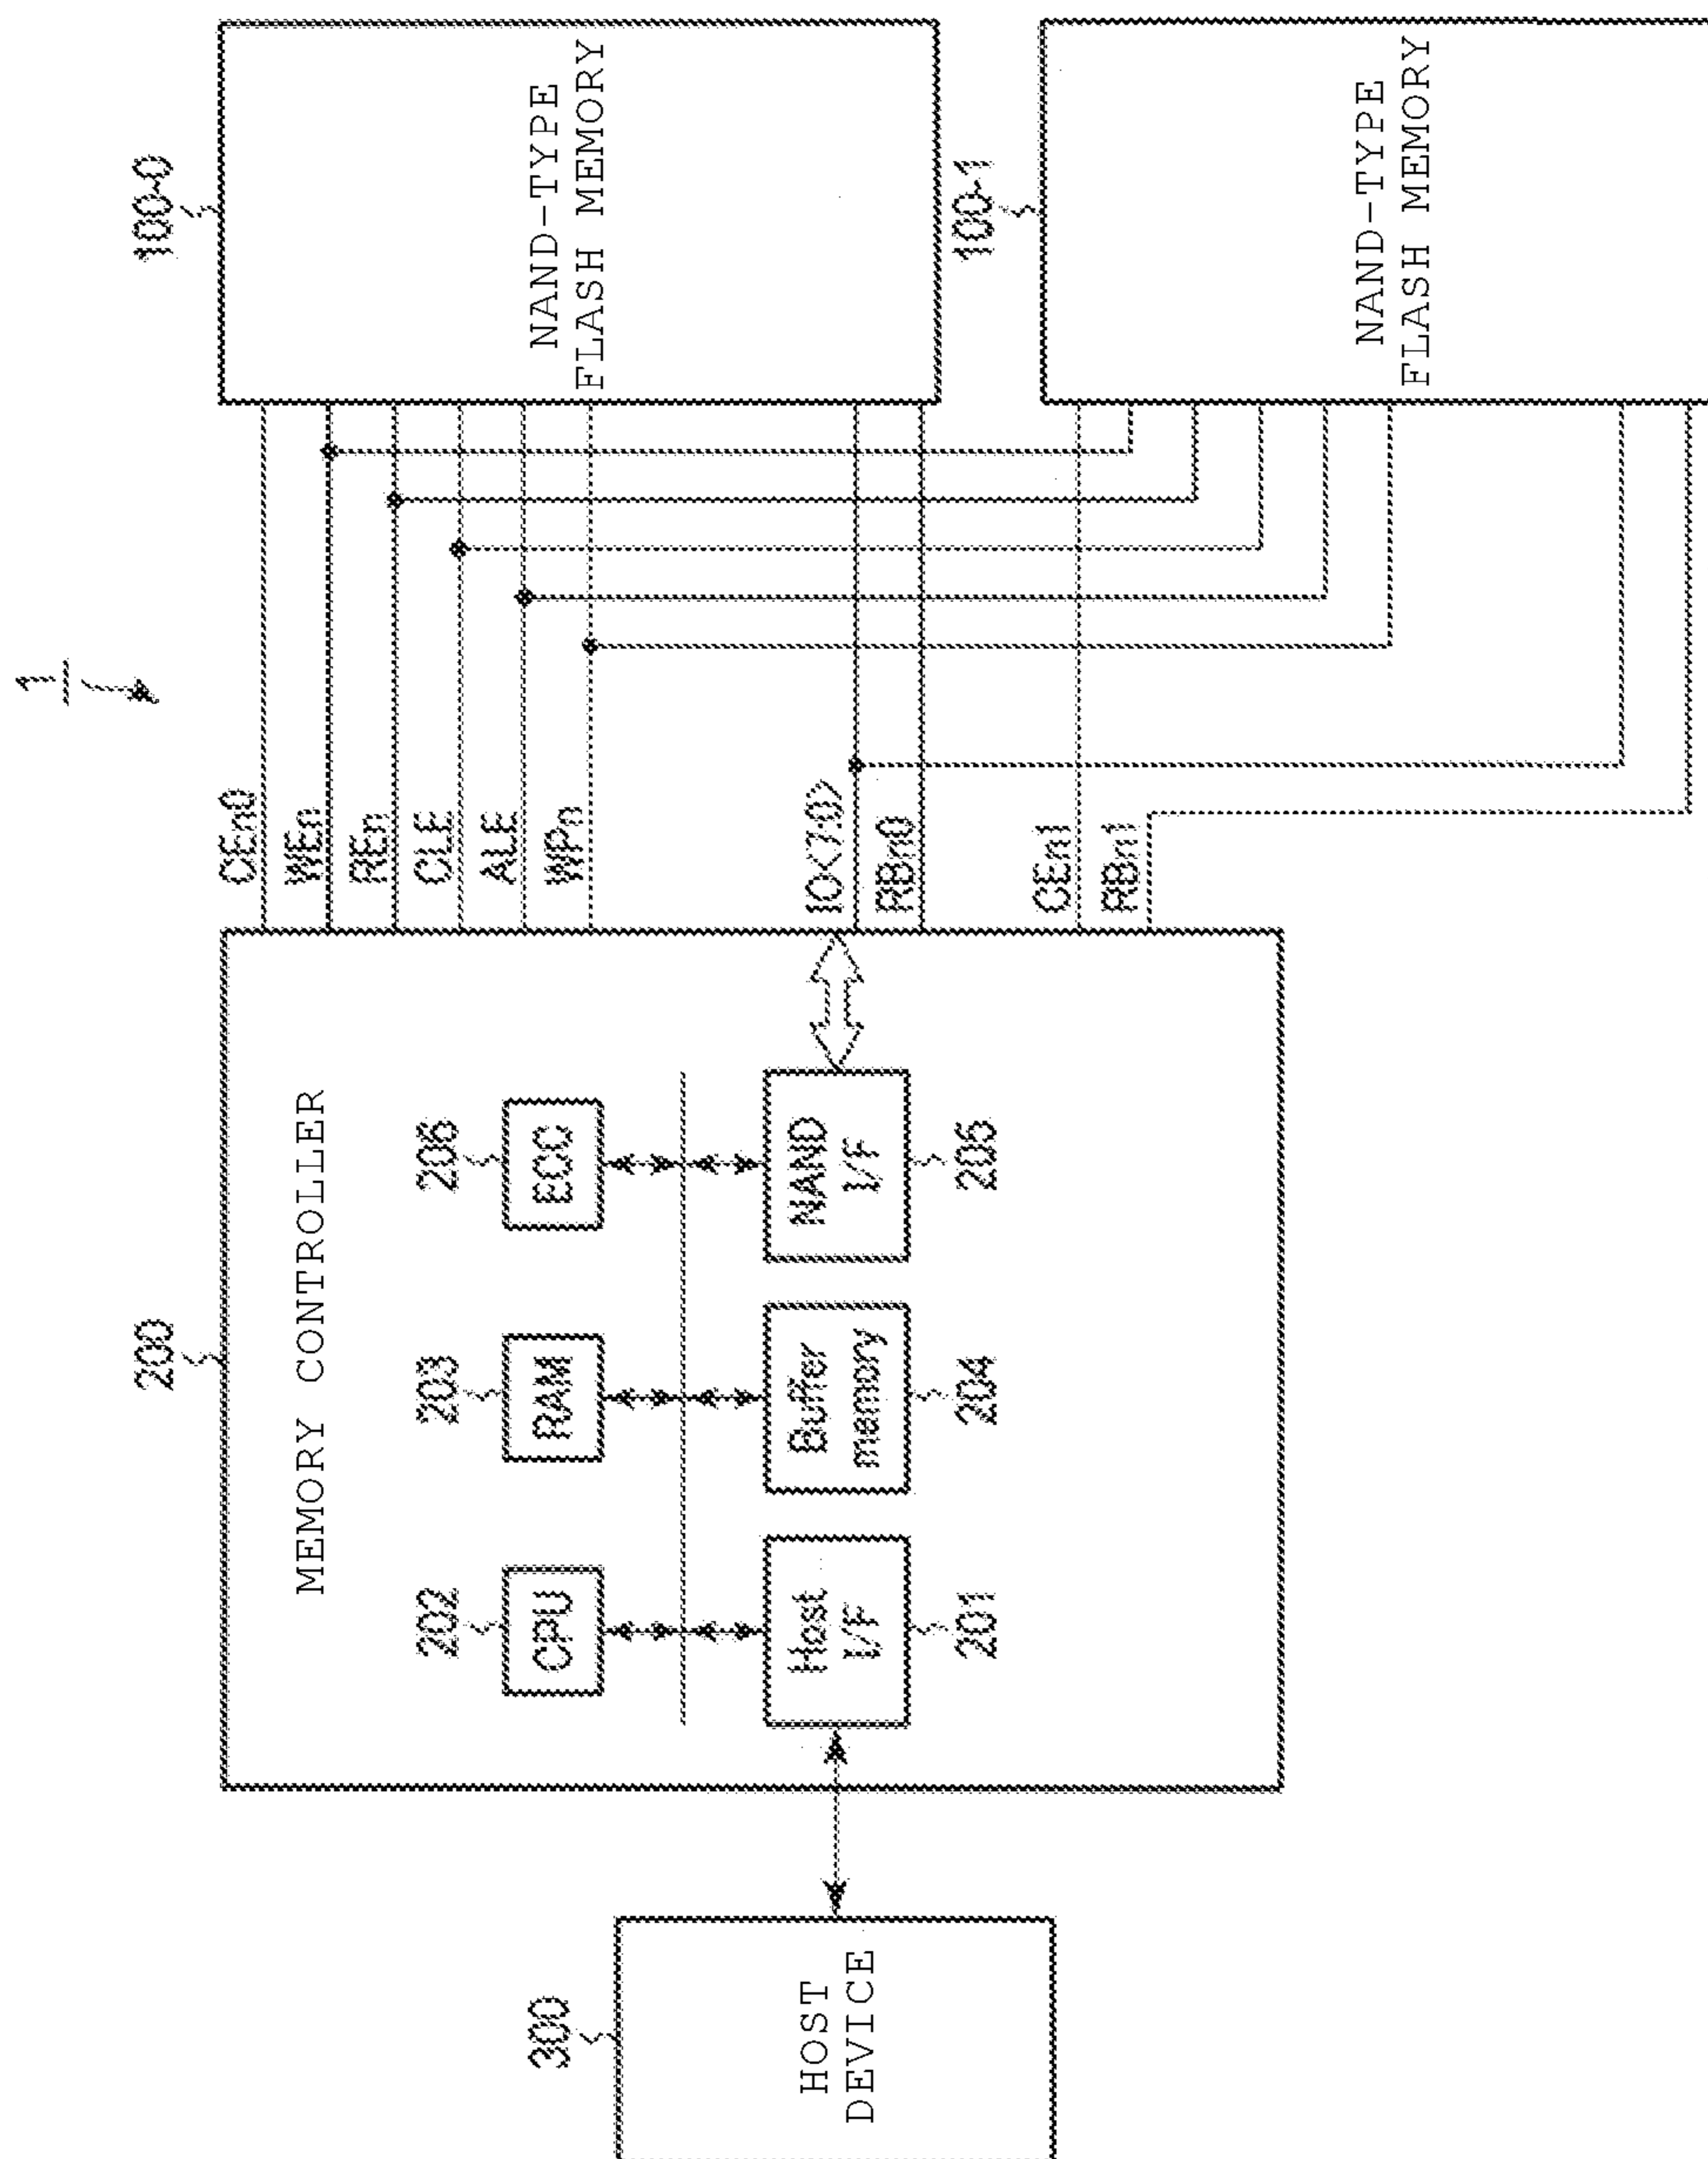 1
100-0
NAND-TYPE
FLASH MEMORY
100-1
NAND-TYPE
FLASH MEMORY
CEn0
WEn
REn
CLE
ALE
WPn
IO<7:0>
RBn0
CEn1
RBn1
200
MEMORY CONTROLLER
202
CPU
203
RAM
206
ECC
Host
I/F
201
Buffer
memory
204
NAND
I/F
205
300
HOST
DEVICE